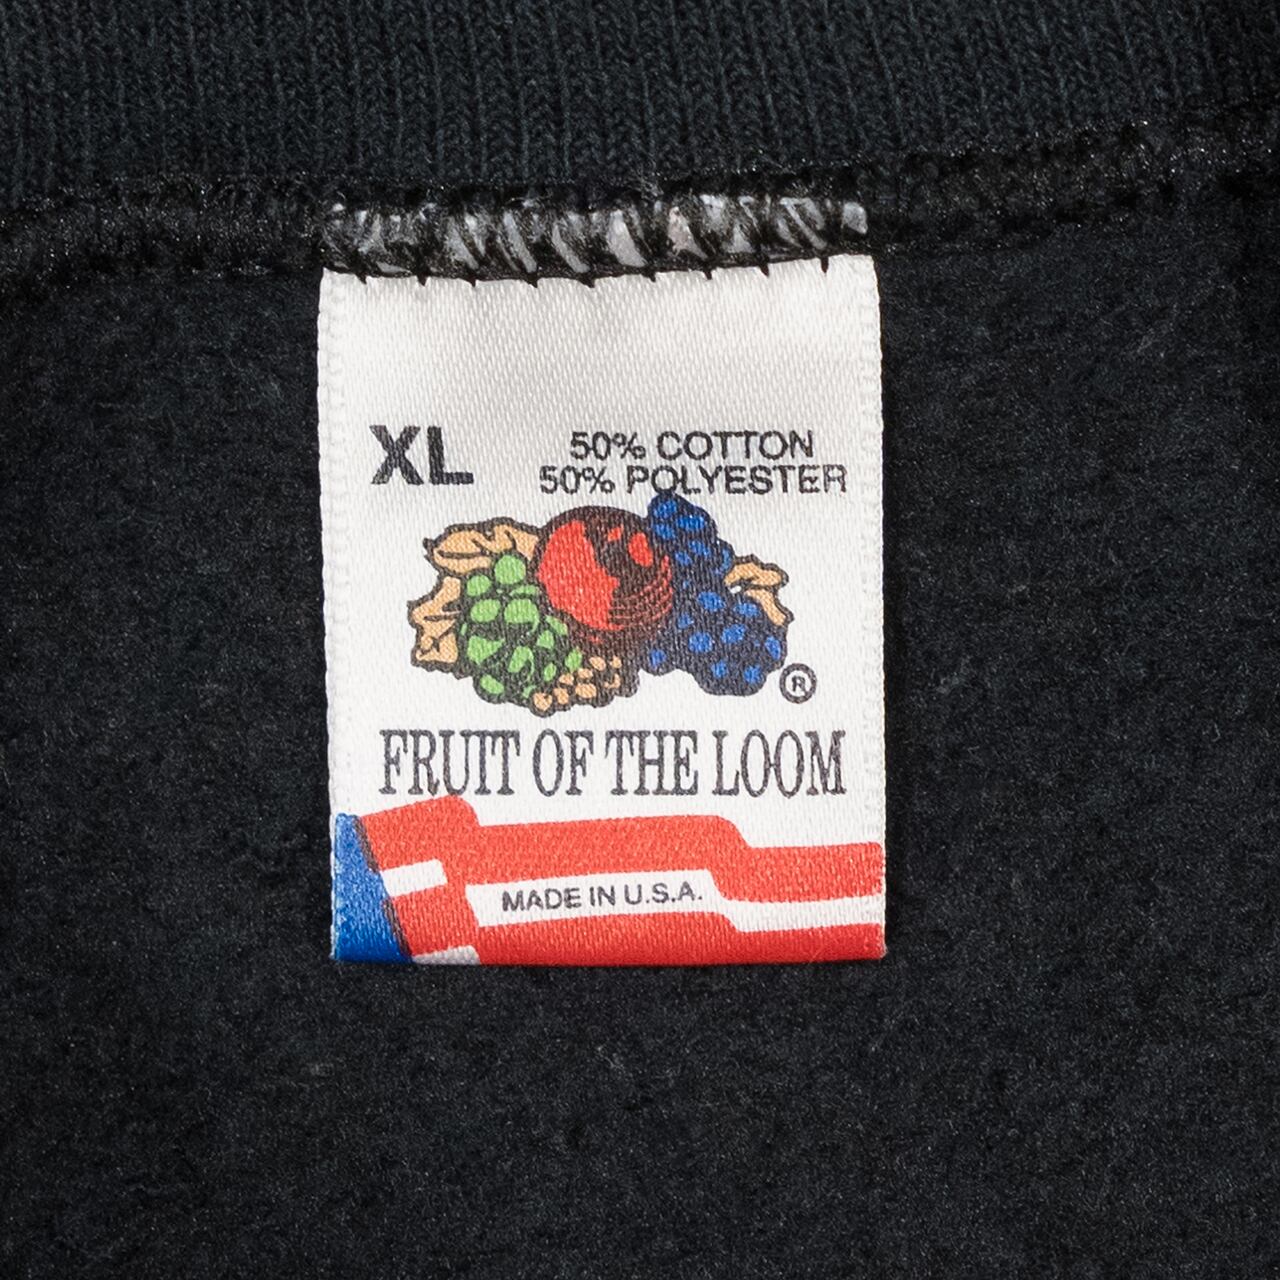 XL
50% COTTON
50% POLYESTER
®
FRUIT OF THE LOOM
MADE IN U.S.A.